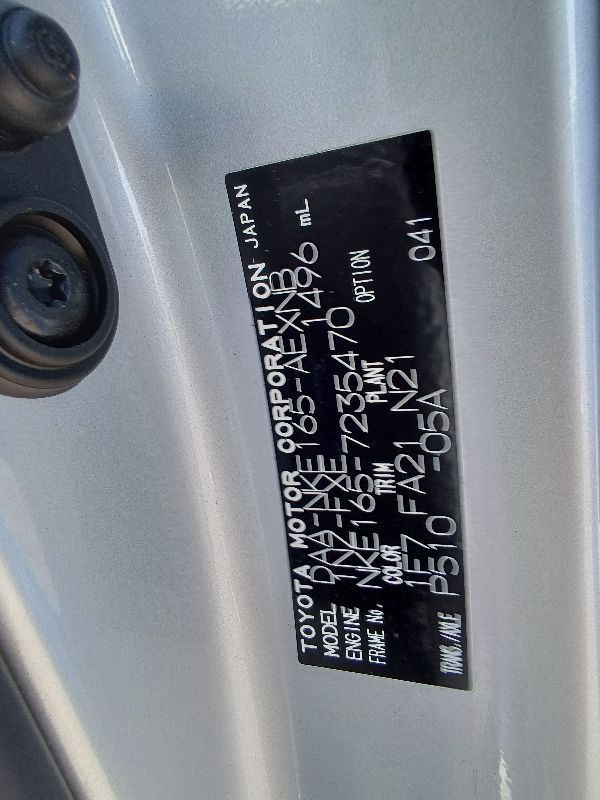 TOYOTA MOTOR CORPORATION JAPAN
MODEL DAA-NKE165-AEXNB
ENGINE 1NZ-FXE 1496 mL
FRAME No. NKE165-7235470
COLOR TRIM PLANT OPTION
1F7 FA21 N21 041
TRANS./AXLE P510 -05A